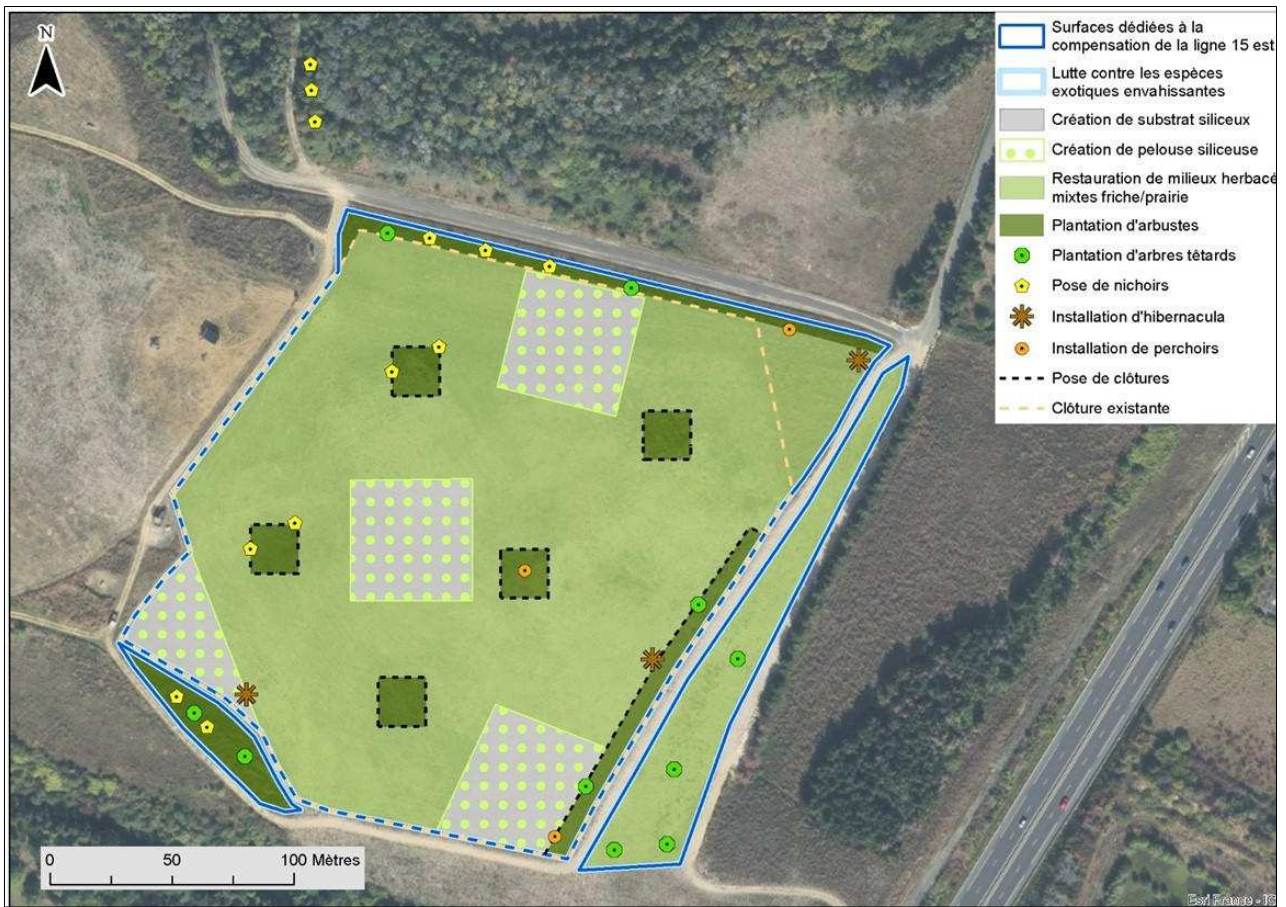 N
Surfaces dédiées à la
compensation de la ligne 15 est
Lutte contre les espèces
exotiques envahissantes
Création de substrat siliceux
Création de pelouse siliceuse
Restauration de milieux herbacé
mixtes friche/prairie
Plantation d'arbustes
Plantation d'arbres têtards
Pose de nichoirs
Installation d'hibernacula
Installation de perchoirs
Pose de clôtures
Clôture existante
0 50 100 Mètres
Esri France - IG